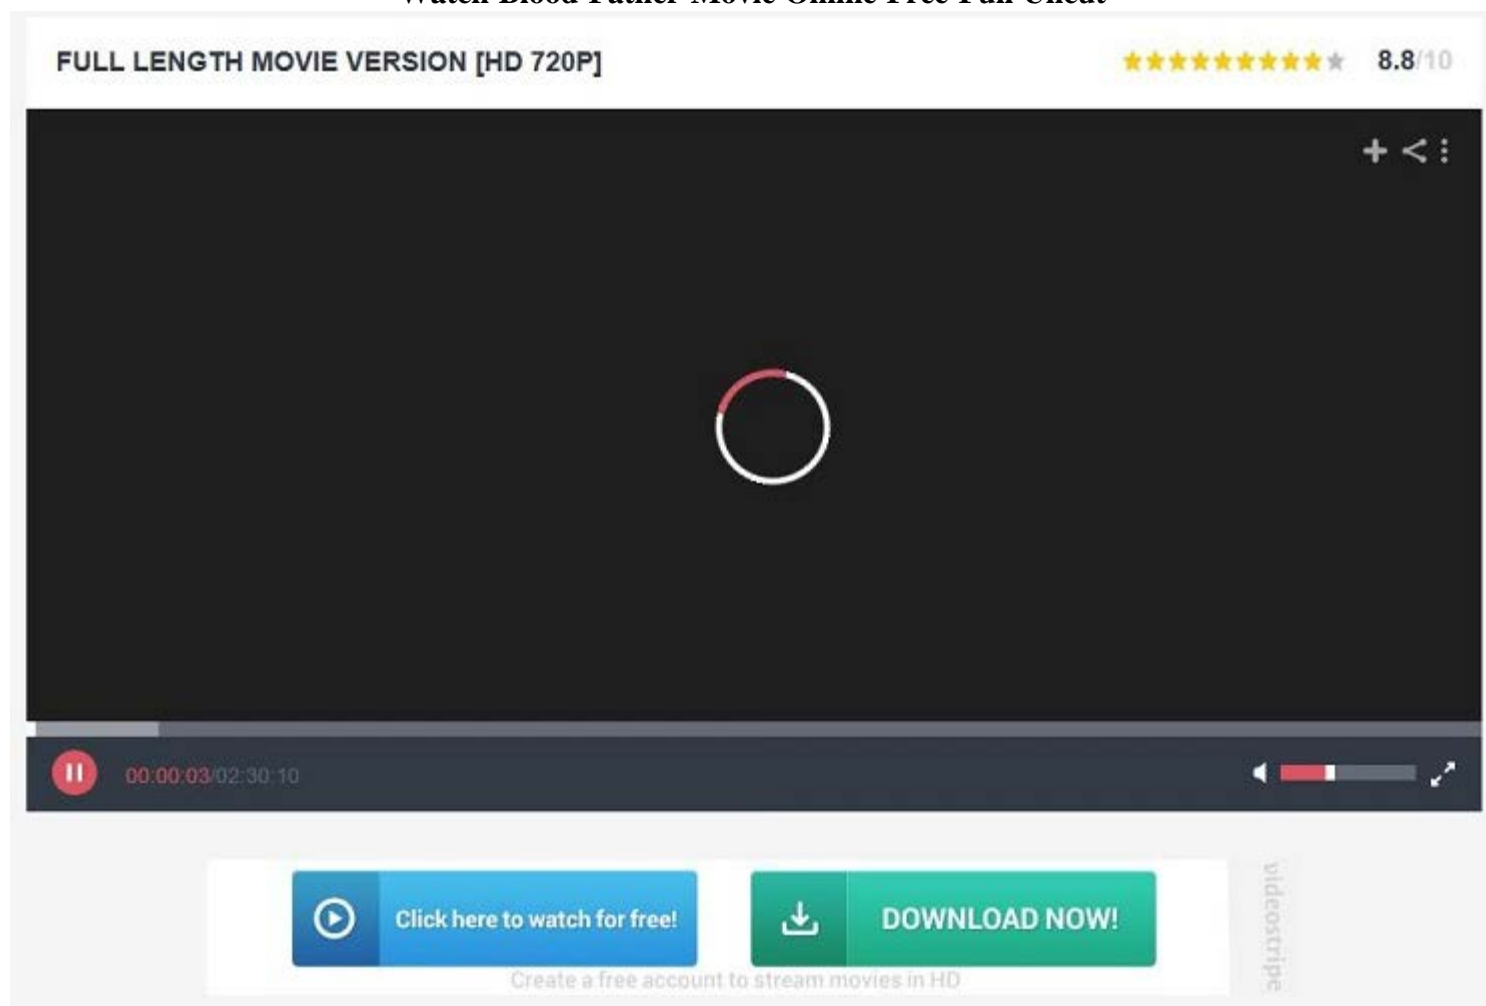 Watch Blood Father Movie Online Free Full Uncut
FULL LENGTH MOVIE VERSION [HD 720P]
8.8/10
00:00:03/02:30:10
Click here to watch for free!
DOWNLOAD NOW!
Create a free account to stream movies in HD
videostripe